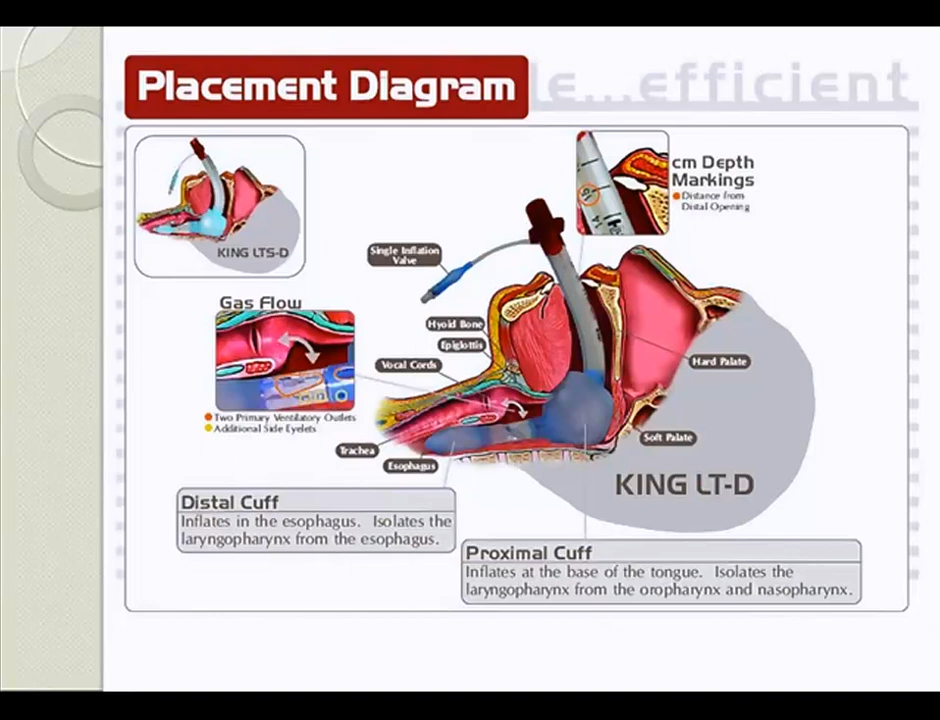 Placement Diagram
le...efficient
KING LTS-D
cm Depth
Markings
Distance from
Distal Opening
Single Inflation
Valve
Gas Flow
Hyoid Bone
Epiglottis
Vocal Cords
Hard Palate
Two Primary Ventilatory Outlets
Additional Side Eyelets
Trachea
Esophagus
Soft Palate
KING LT-D
Distal Cuff
Inflates in the esophagus. Isolates the
laryngopharynx from the esophagus.
Proximal Cuff
Inflates at the base of the tongue. Isolates the
laryngopharynx from the oropharynx and nasopharynx.